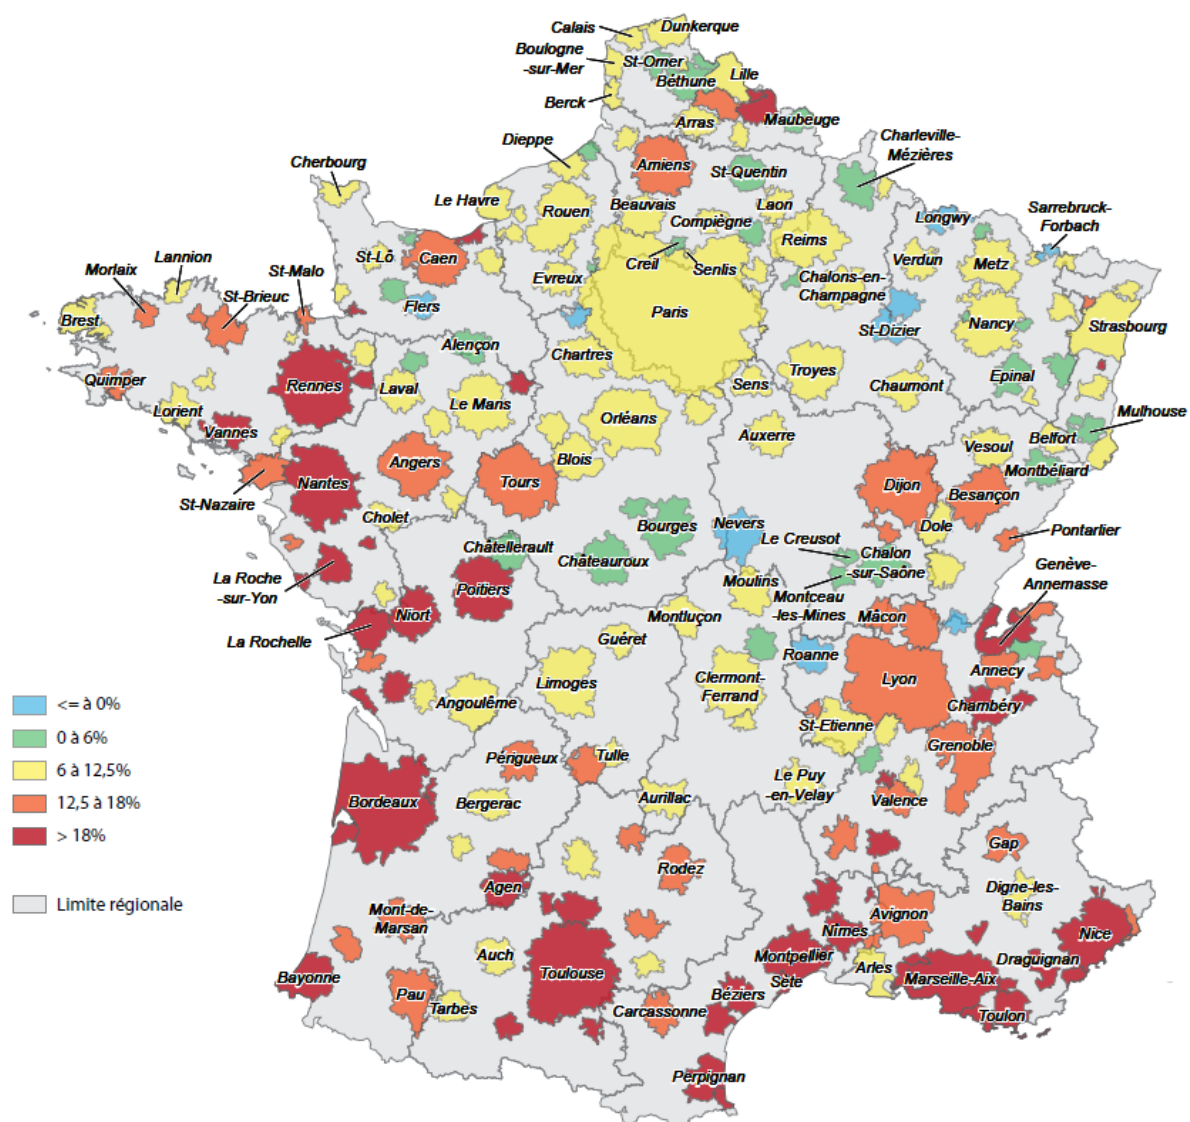 Calais
Dunkerque
Boulogne
-sur-Mer
St-Omer
Béthune
Lille
Berck
Arras
Maubeuge
Dieppe
Charleville-
Mézières
Cherbourg
Amiens
St-Quentin
Le Havre
Rouen
Beauvais
Laon
Compiègne
Longwy
Sarrebruck-
Forbach
Lannion
Morlaix
St-Malo
St-Lô
Caen
Creil
Senlis
Reims
Verdun
Metz
Evreux
Chalons-en-
Champagne
St-Brieuc
Flers
Paris
Brest
St-Dizier
Nancy
Strasbourg
Alençon
Chartres
Quimper
Rennes
Laval
Le Mans
Sens
Troyes
Chaumont
Epinal
Lorient
Vannes
Orléans
Auxerre
Mulhouse
Vesoul
Belfort
Angers
Blois
Montbéliard
Nantes
Tours
Dijon
Besançon
St-Nazaire
Cholet
Bourges
Nevers
Dole
Le Creusot
Pontarlier
Châtellerault
Châteauroux
Chalon
-sur-Saône
Genève-
Annemasse
La Roche
-sur-Yon
Poitiers
Moulins
Montceau
-les-Mines
Niort
Montluçon
Mâcon
La Rochelle
Guéret
Roanne
Annecy
Limoges
Clermont-
Ferrand
Lyon
Angoulême
Chambéry
St-Etienne
Grenoble
Périgueux
Tulle
Le Puy
-en-Velay
Bordeaux
Bergerac
Aurillac
Valence
Gap
Rodez
Agen
Digne-les-
Bains
Mont-de-
Marsan
Avignon
Nîmes
Nice
Auch
Montpellier
Draguignan
Bayonne
Toulouse
Arles
Marseille-Aix
Pau
Sète
Béziers
Tarbes
Carcassonne
Toulon
Perpignan
<= à 0%
0 à 6%
6 à 12,5%
12,5 à 18%
> 18%
Limite régionale